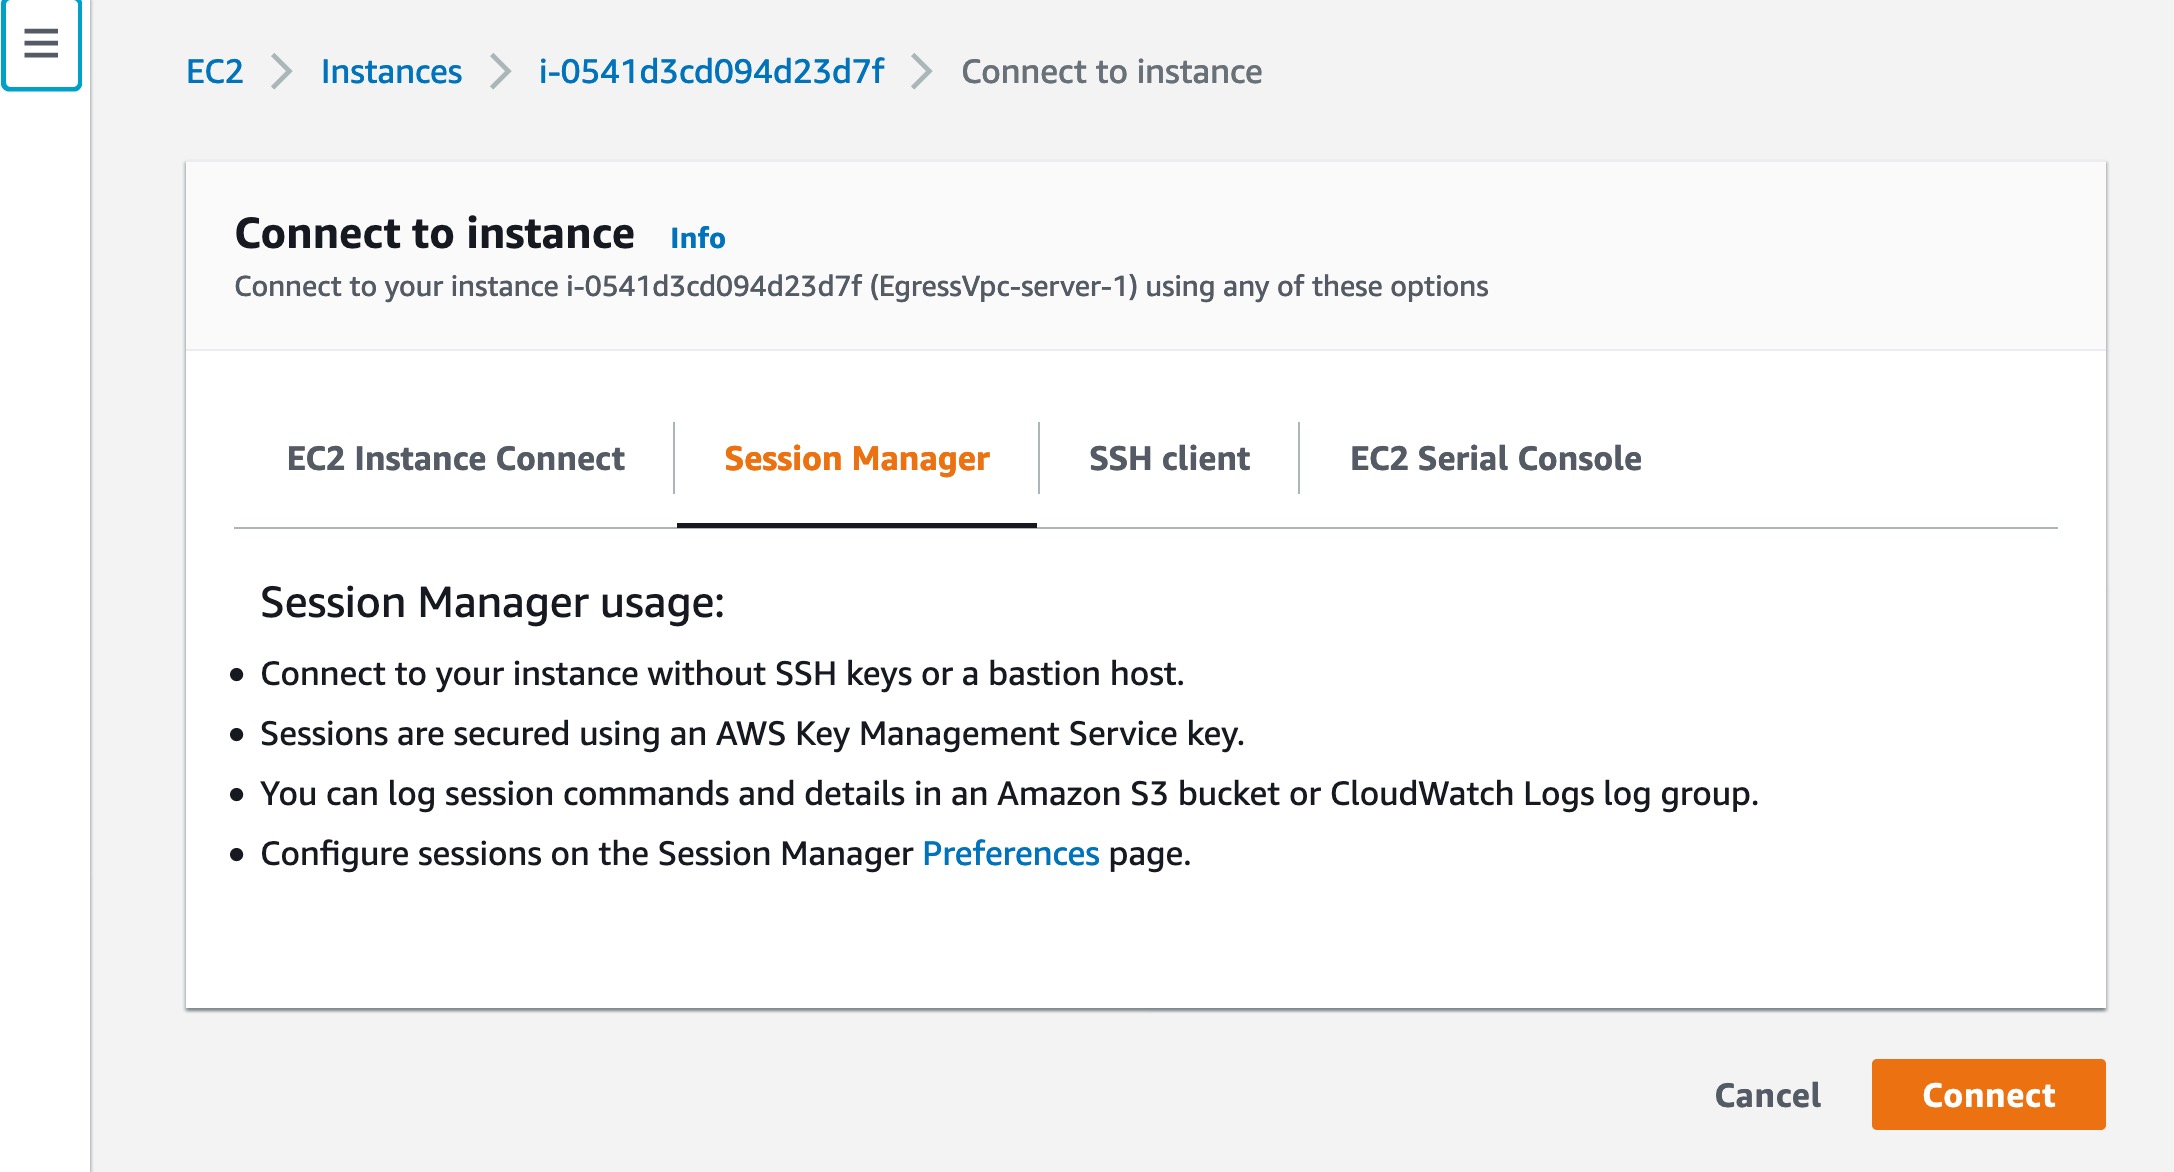 EC2 Instances i-0541d3cd094d23d7f Connect to instance
Connect to instance Info
Connect to your instance i-0541d3cd094d23d7f (EgressVpc-server-1) using any of these options
EC2 Instance Connect Session Manager SSH client EC2 Serial Console
Session Manager usage:
• Connect to your instance without SSH keys or a bastion host.
• Sessions are secured using an AWS Key Management Service key.
• You can log session commands and details in an Amazon S3 bucket or CloudWatch Logs log group.
• Configure sessions on the Session Manager Preferences page.
Cancel Connect